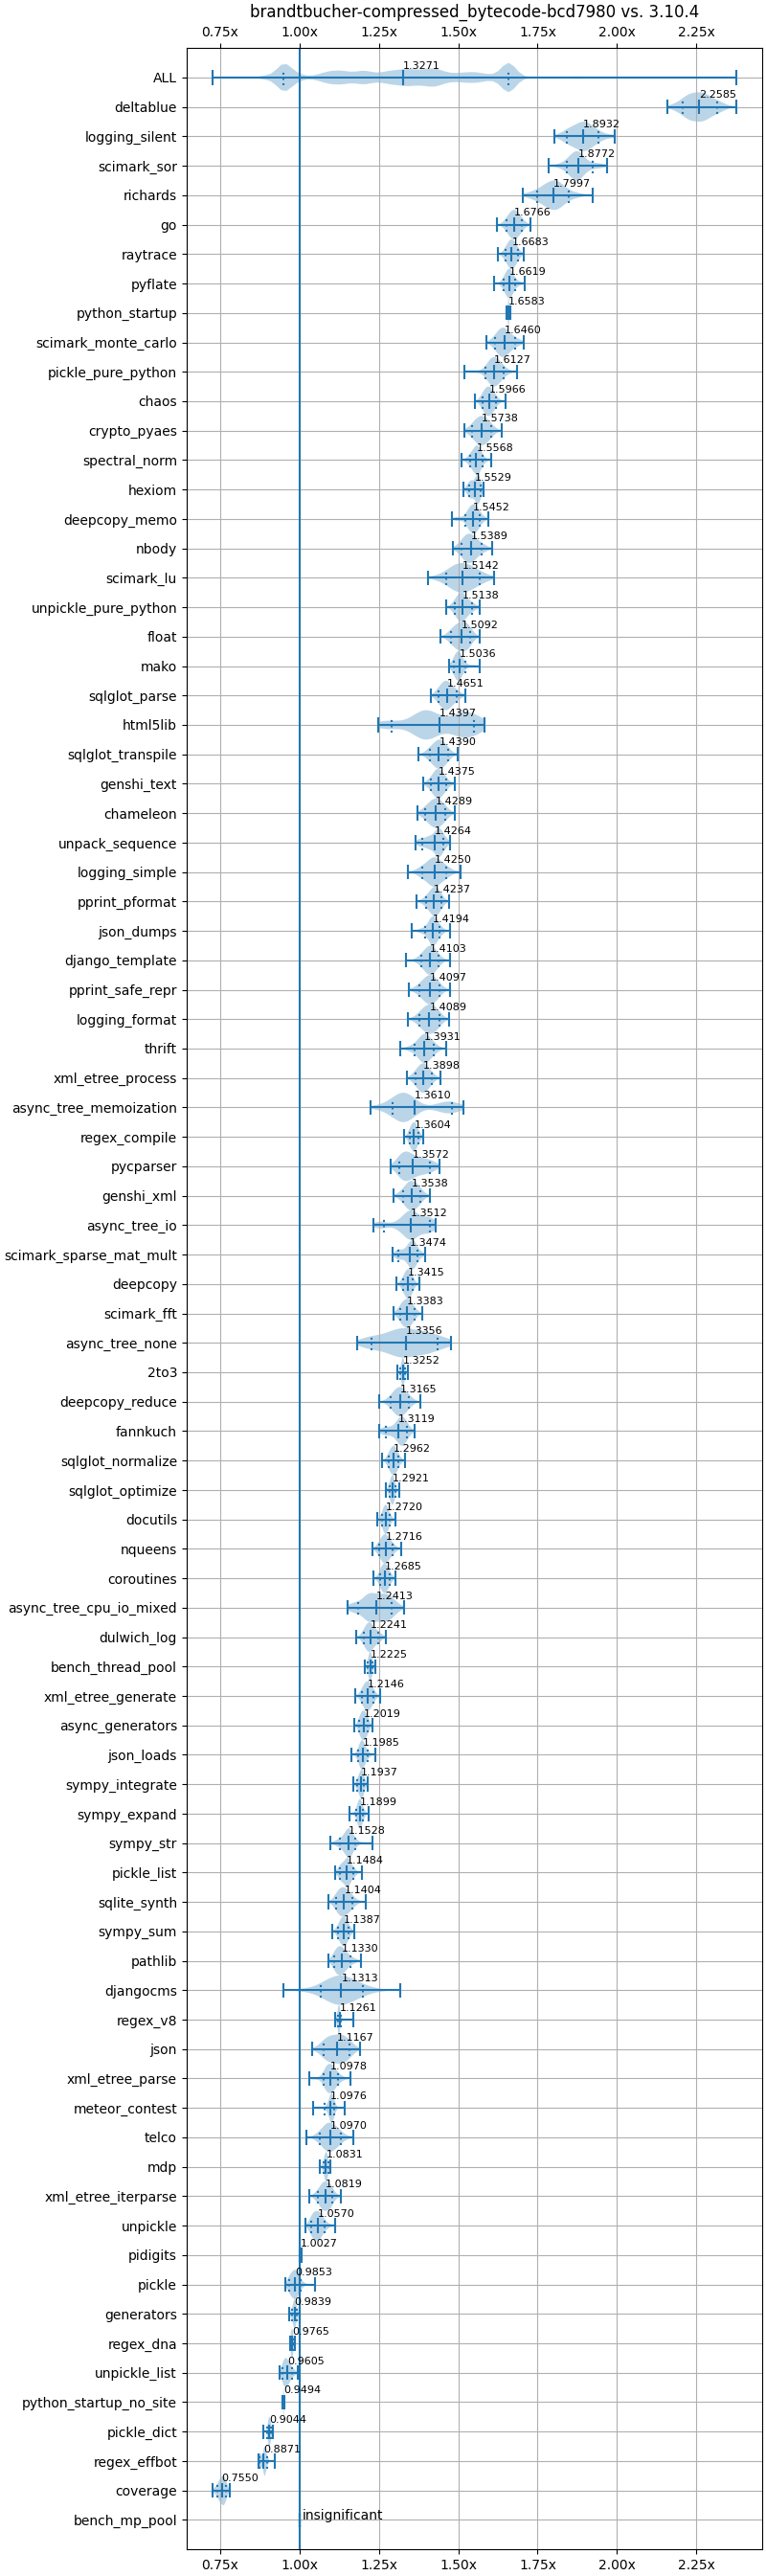 brandtbucher-compressed_bytecode-bcd7980 vs. 3.10.4
0.75x 1.00x 1.25x 1.50x 1.75x 2.00x 2.25x
ALL 1.3271
deltablue 2.2585
logging_silent 1.8932
scimark_sor 1.8772
richards 1.7997
go 1.6766
raytrace 1.6683
pyflate 1.6619
python_startup 1.6583
scimark_monte_carlo 1.6460
pickle_pure_python 1.6127
chaos 1.5966
crypto_pyaes 1.5738
spectral_norm 1.5568
hexiom 1.5529
deepcopy_memo 1.5452
nbody 1.5389
scimark_lu 1.5142
unpickle_pure_python 1.5138
float 1.5092
mako 1.5036
sqlglot_parse 1.4651
html5lib 1.4397
sqlglot_transpile 1.4390
genshi_text 1.4375
chameleon 1.4289
unpack_sequence 1.4264
logging_simple 1.4250
pprint_pformat 1.4237
json_dumps 1.4194
django_template 1.4103
pprint_safe_repr 1.4097
logging_format 1.4089
thrift 1.3931
xml_etree_process 1.3898
async_tree_memoization 1.3610
regex_compile 1.3604
pycparser 1.3572
genshi_xml 1.3538
async_tree_io 1.3512
scimark_sparse_mat_mult 1.3474
deepcopy 1.3415
scimark_fft 1.3383
async_tree_none 1.3356
2to3 1.3252
deepcopy_reduce 1.3165
fannkuch 1.3119
sqlglot_normalize 1.2962
sqlglot_optimize 1.2921
docutils 1.2720
nqueens 1.2716
coroutines 1.2685
async_tree_cpu_io_mixed 1.2413
dulwich_log 1.2241
bench_thread_pool 1.2225
xml_etree_generate 1.2146
async_generators 1.2019
json_loads 1.1985
sympy_integrate 1.1937
sympy_expand 1.1899
sympy_str 1.1528
pickle_list 1.1484
sqlite_synth 1.1404
sympy_sum 1.1387
pathlib 1.1330
djangocms 1.1313
regex_v8 1.1261
json 1.1167
xml_etree_parse 1.0978
meteor_contest 1.0976
telco 1.0970
mdp 1.0831
xml_etree_iterparse 1.0819
unpickle 1.0570
pidigits 1.0027
pickle 0.9853
generators 0.9839
regex_dna 0.9765
unpickle_list 0.9605
python_startup_no_site 0.9494
pickle_dict 0.9044
regex_effbot 0.8871
coverage 0.7550
bench_mp_pool insignificant
0.75x 1.00x 1.25x 1.50x 1.75x 2.00x 2.25x